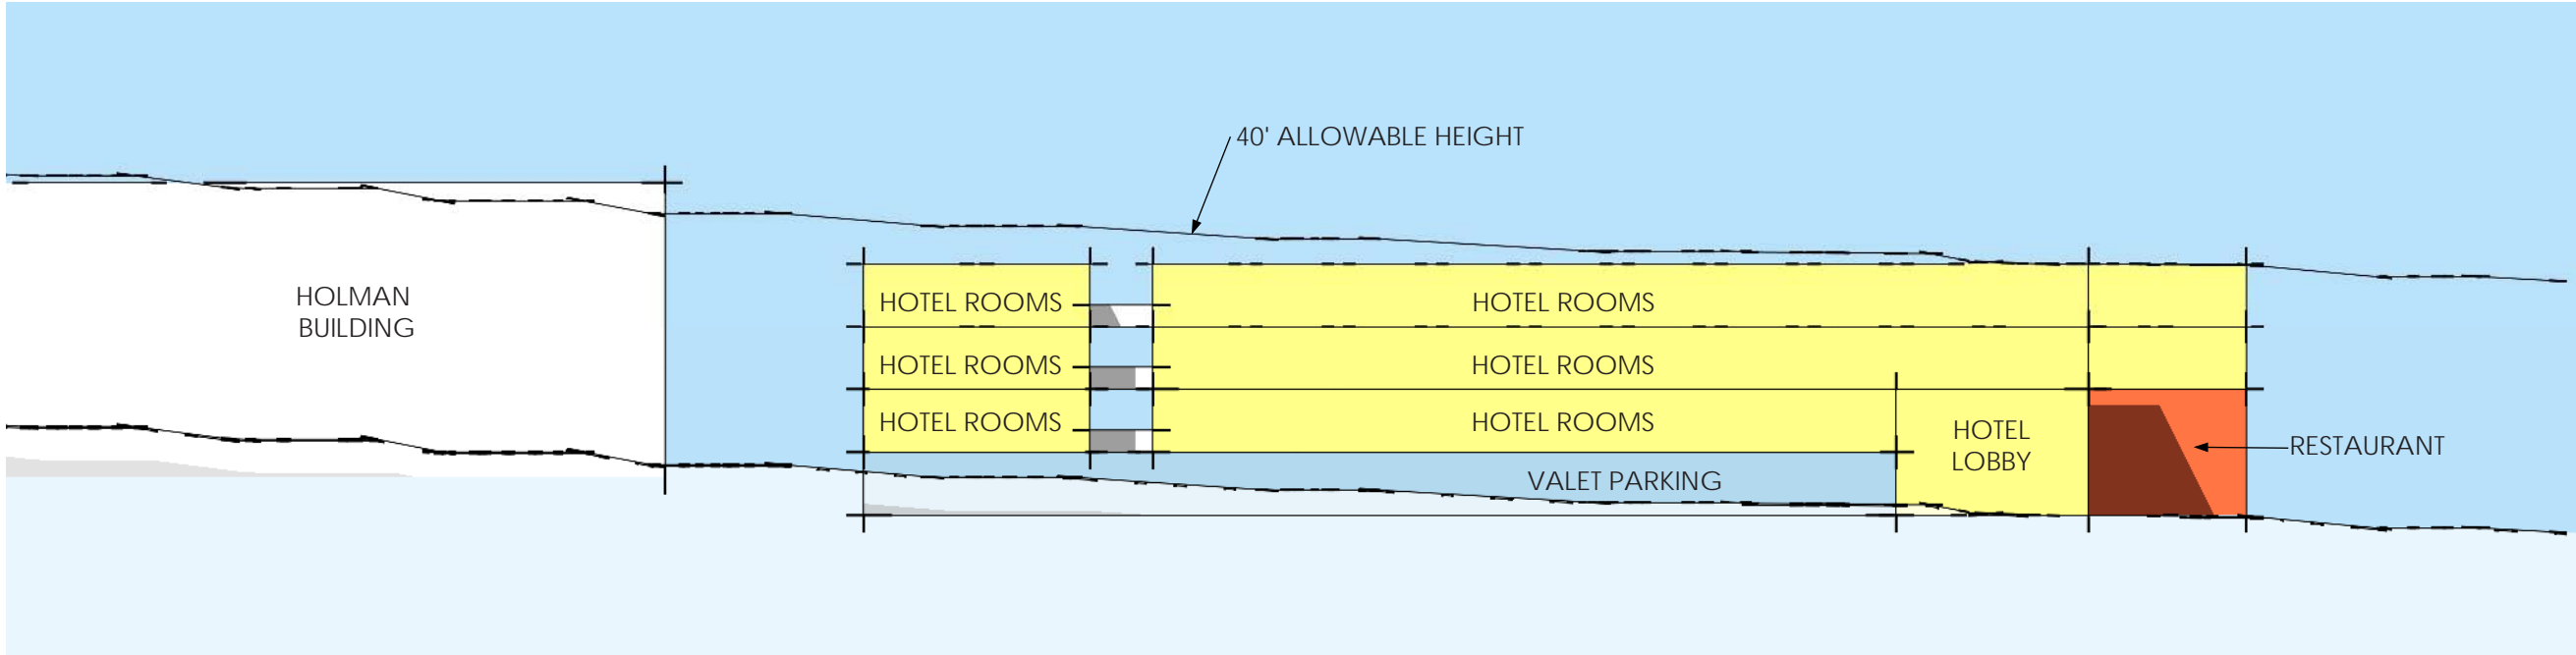 40' ALLOWABLE HEIGHT
HOLMAN
BUILDING
HOTEL ROOMS
HOTEL ROOMS
HOTEL ROOMS
HOTEL ROOMS
HOTEL ROOMS
HOTEL ROOMS
HOTEL
LOBBY
RESTAURANT
VALET PARKING